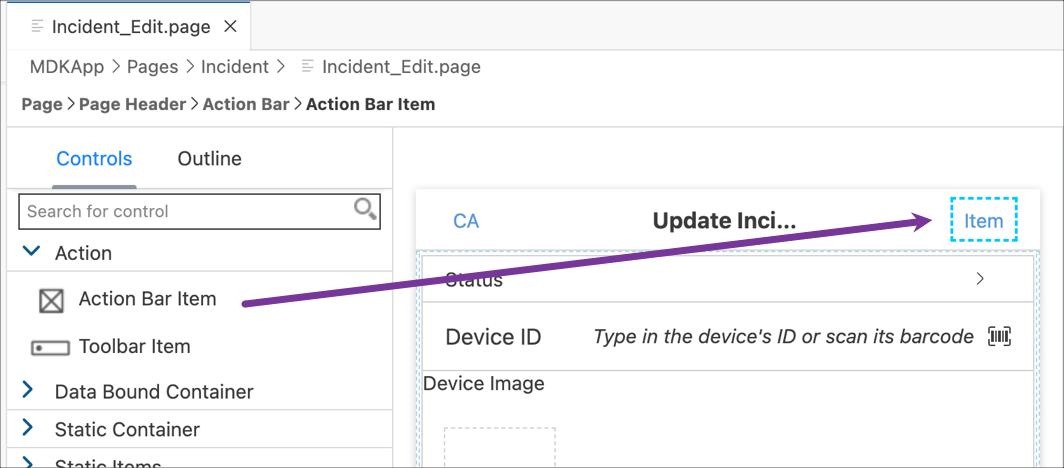 Incident_Edit.page
MDKApp > Pages > Incident > Incident_Edit.page
Page > Page Header > Action Bar > Action Bar Item
Controls Outline
Search for control
CA Update Inci... Item
Action
Status
Action Bar Item
Device ID Type in the device's ID or scan its barcode
Toolbar Item
Device Image
Data Bound Container
Static Container
Static Items